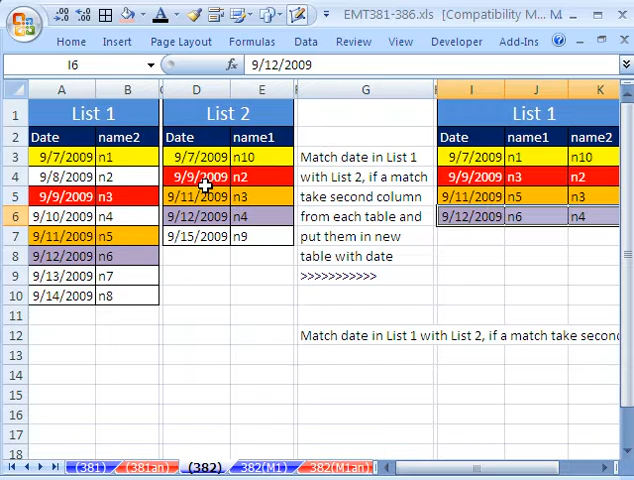 EMT381-386.xls [Compatibility M...
Home Insert Page Layout Formulas Data Review View Developer Add-Ins
I6 fx 9/12/2009
A B D E G I J K
1 List 1 List 2 List 1
2 Date name2 Date name1 Date name1 name2
3 9/7/2009 n1 9/7/2009 n10 Match date in List 1 9/7/2009 n1 n10
4 9/8/2009 n2 9/9/2009 n2 with List 2, if a match 9/9/2009 n3 n2
5 9/9/2009 n3 9/11/2009 n3 take second column 9/11/2009 n5 n3
6 9/10/2009 n4 9/12/2009 n4 from each table and 9/12/2009 n6 n4
7 9/11/2009 n5 9/15/2009 n9 put them in new
8 9/12/2009 n6 table with date
9 9/13/2009 n7 >>>>>>>>>>>
10 9/14/2009 n8
11
12 Match date in List 1 with List 2, if a match take secon
13
14
15
16
17
18
(381) (381an) (382) 382(M1) 382(M1an)